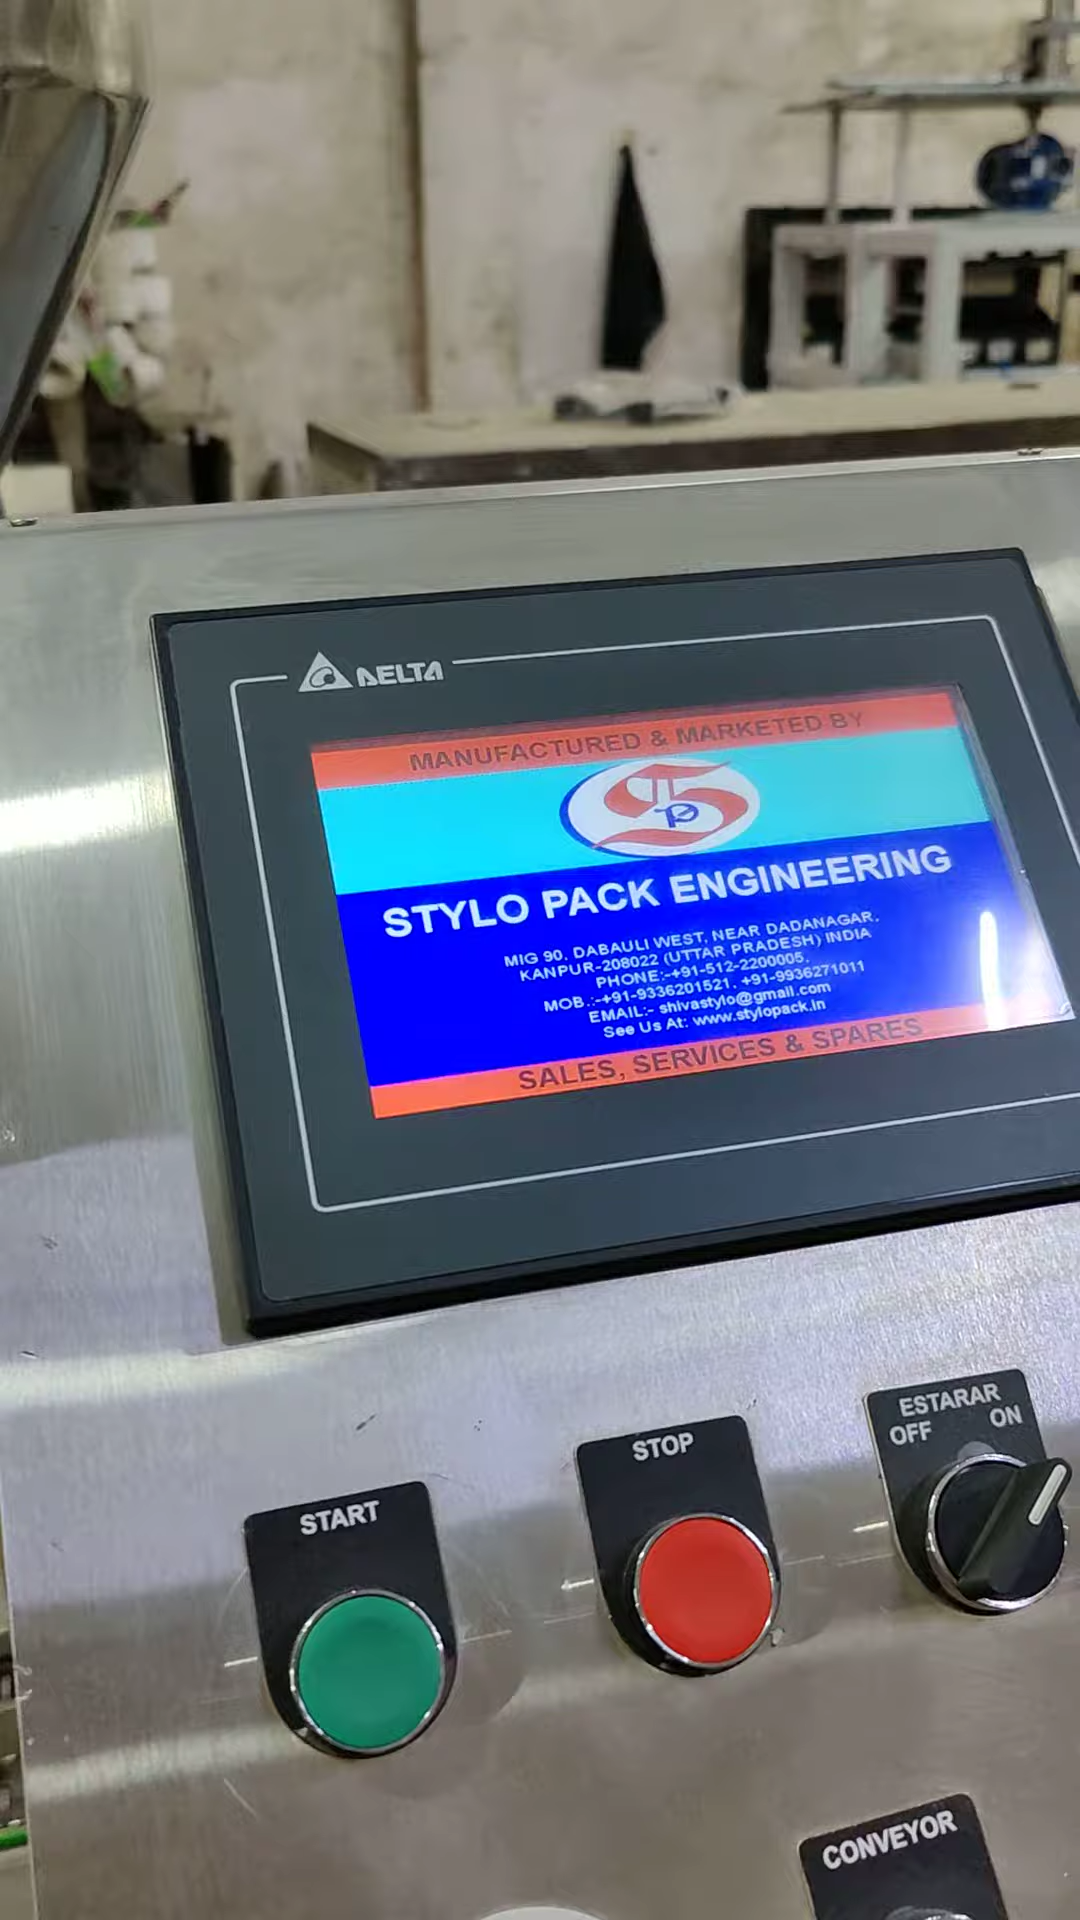 DELTA
MANUFACTURED & MARKETED BY
S
P
STYLO PACK ENGINEERING
MIG 90, DABAULI WEST, NEAR DADANAGAR,
KANPUR-208022 (UTTAR PRADESH) INDIA
PHONE:-+91-512-2200005,
MOB.:-+91-9336201521, +91-9936271011
EMAIL:- shivastylo@gmail.com
See Us At: www.stylopack.in
SALES, SERVICES & SPARES
ESTARAR
OFF ON
STOP
START
CONVEYOR